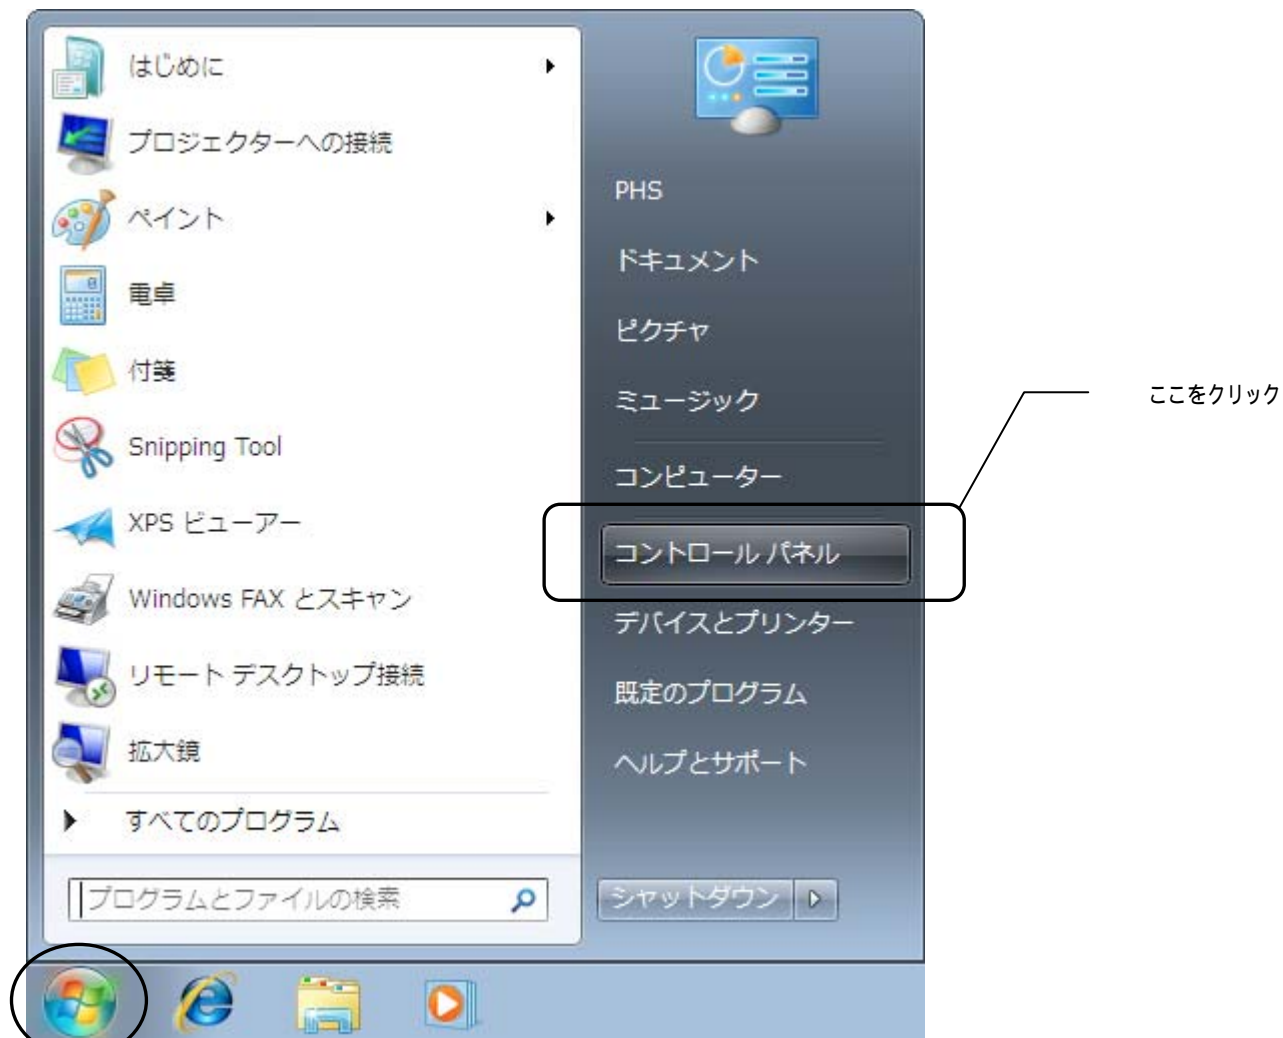 はじめに
プロジェクターへの接続
ペイント
電卓
付箋
Snipping Tool
XPS ビューアー
Windows FAX とスキャン
リモート デスクトップ接続
拡大鏡
すべてのプログラム
プログラムとファイルの検索
PHS
ドキュメント
ピクチャ
ミュージック
コンピューター
コントロール パネル
デバイスとプリンター
既定のプログラム
ヘルプとサポート
シャットダウン
ここをクリック